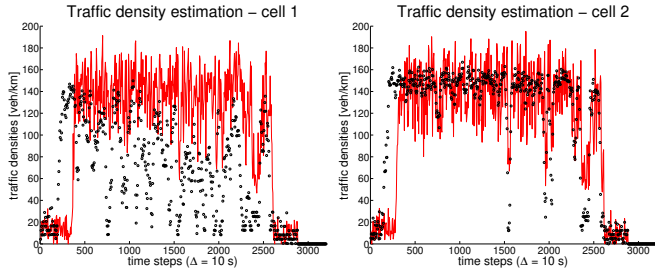 Traffic density estimation – cell 1
200
180
160
140
120
100
80
60
40
20
0
traffic densities [veh/km]
0 500 1000 1500 2000 2500 3000
time steps (Δ = 10 s)
Traffic density estimation – cell 2
200
180
160
140
120
100
80
60
40
20
0
traffic densities [veh/km]
0 500 1000 1500 2000 2500 3000
time steps (Δ = 10 s)